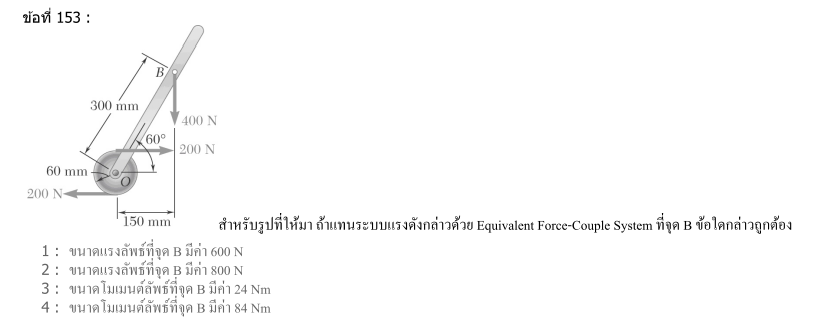 ข้อที่ 153 :
B
300 mm
400 N
60°
200 N
60 mm
O
200 N
150 mm
สำหรับรูปที่ให้มา ถ้าแทนระบบแรงดังกล่าวด้วย Equivalent Force-Couple System ที่จุด B ข้อใดกล่าวถูกต้อง
1 : ขนาดแรงลัพธ์ที่จุด B มีค่า 600 N
2 : ขนาดแรงลัพธ์ที่จุด B มีค่า 800 N
3 : ขนาดโมเมนต์ลัพธ์ที่จุด B มีค่า 24 Nm
4 : ขนาดโมเมนต์ลัพธ์ที่จุด B มีค่า 84 Nm